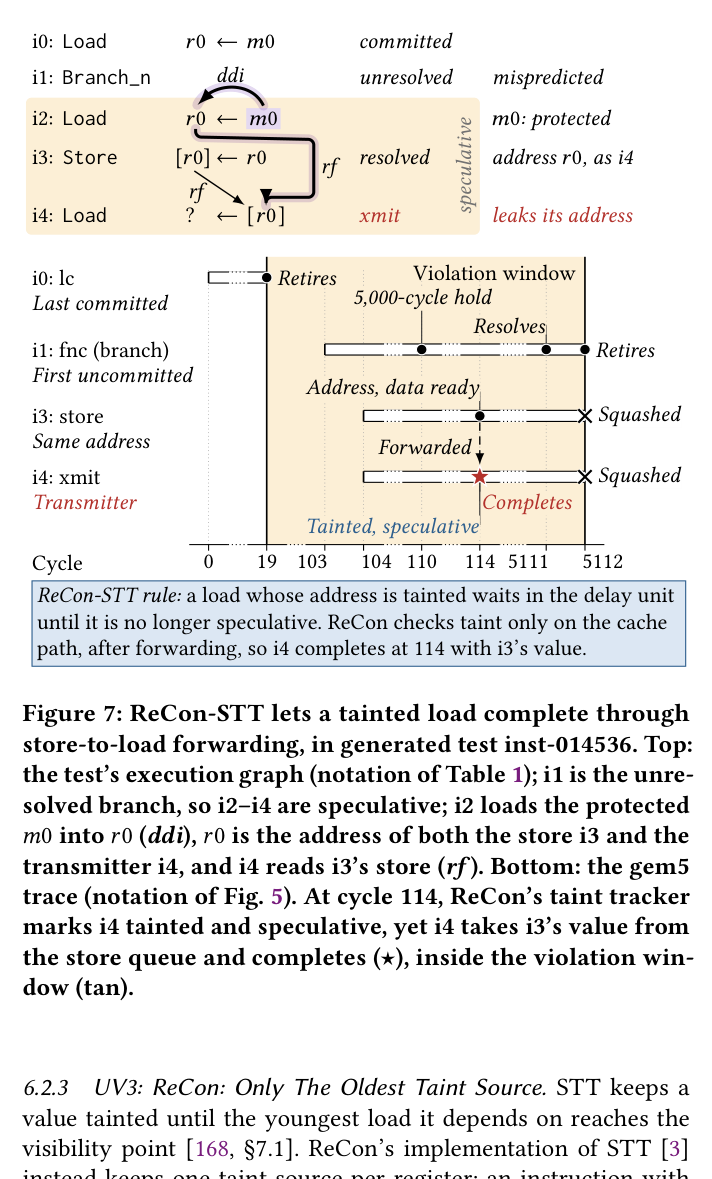 i0: Load r0 ← m0 committed
i1: Branch_n ddi unresolved mispredicted
i2: Load r0 ← m0 m0: protected
i3: Store [r0] ← r0 rf resolved address r0, as i4
rf
i4: Load ? ← [r0] xmit leaks its address
speculative
i0: lc Retires Violation window
Last committed 5,000-cycle hold
Resolves
i1: fnc (branch) Retires
First uncommitted
Address, data ready
i3: store Squashed
Same address
Forwarded
i4: xmit Squashed
Transmitter Completes
Tainted, speculative
Cycle 0 19 103 104 110 114 5111 5112
ReCon-STT rule: a load whose address is tainted waits in the delay unit
until it is no longer speculative. ReCon checks taint only on the cache
path, after forwarding, so i4 completes at 114 with i3’s value.
Figure 7: ReCon-STT lets a tainted load complete through
store-to-load forwarding, in generated test inst-014536. Top:
the test’s execution graph (notation of Table 1); i1 is the unre-
solved branch, so i2–i4 are speculative; i2 loads the protected
m0 into r0 (ddi), r0 is the address of both the store i3 and the
transmitter i4, and i4 reads i3’s store (rf). Bottom: the gem5
trace (notation of Fig. 5). At cycle 114, ReCon’s taint tracker
marks i4 tainted and speculative, yet i4 takes i3’s value from
the store queue and completes (★), inside the violation win-
dow (tan).
6.2.3 UV3: ReCon: Only The Oldest Taint Source. STT keeps a
value tainted until the youngest load it depends on reaches the
visibility point [168, §7.1]. ReCon’s implementation of STT [3]
instead keeps one taint source per register: an instruction with